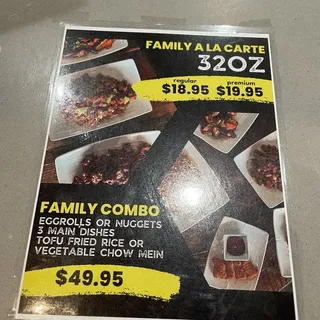 FAMILY A LA CARTE
32OZ
regular premium
$18.95 $19.95
FAMILY COMBO
EGGROLLS OR NUGGETS
3 MAIN DISHES
TOFU FRIED RICE OR
VEGETABLE CHOW MEIN
$49.95